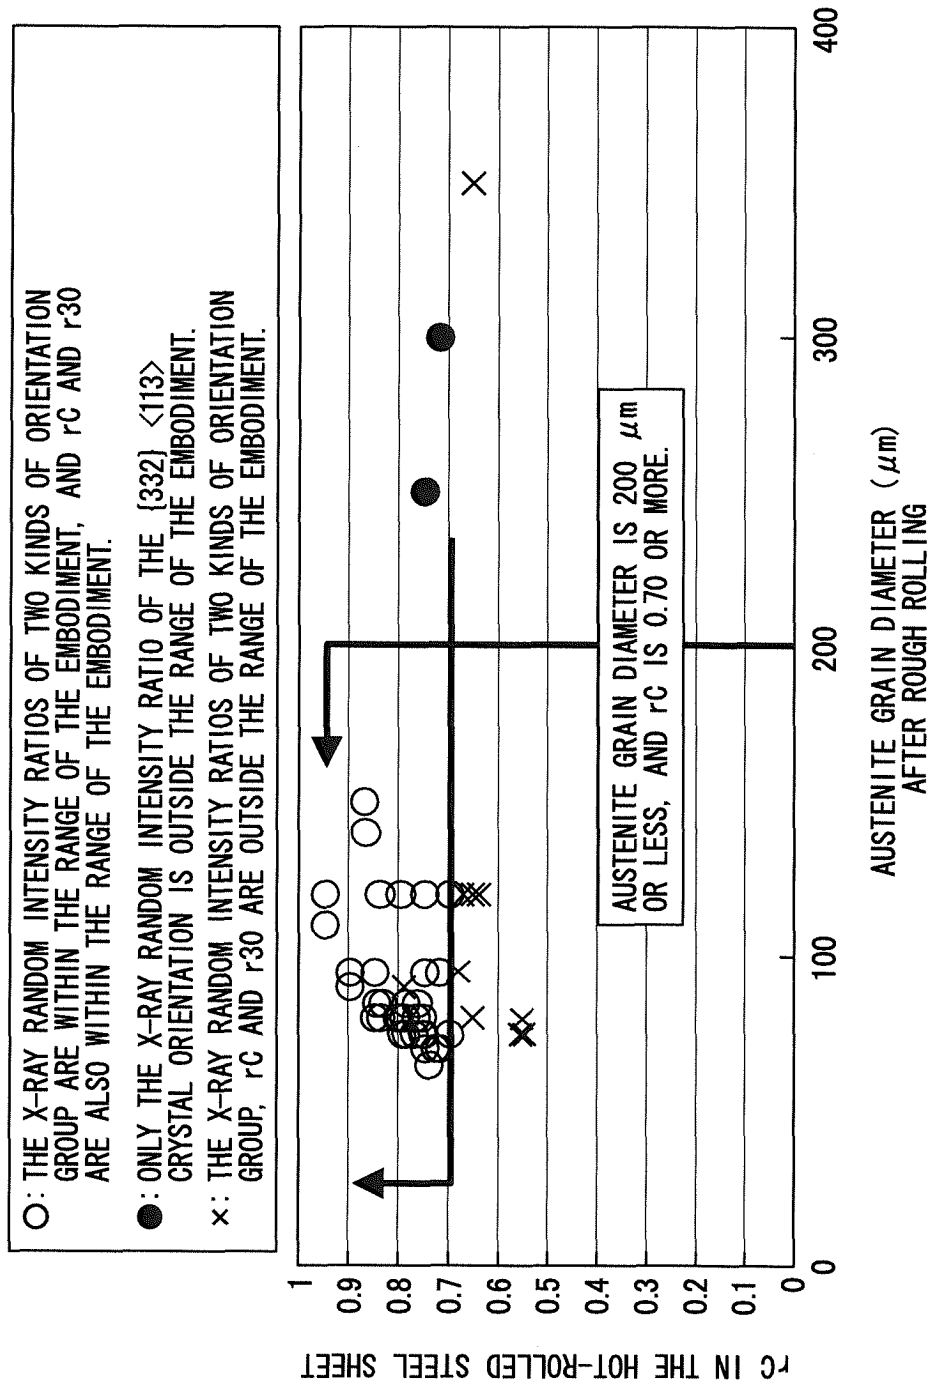 ○: THE X-RAY RANDOM INTENSITY RATIOS OF TWO KINDS OF ORIENTATION
GROUP ARE WITHIN THE RANGE OF THE EMBODIMENT, AND rC AND r30
ARE ALSO WITHIN THE RANGE OF THE EMBODIMENT.
●: ONLY THE X-RAY RANDOM INTENSITY RATIO OF THE {332} <113>
CRYSTAL ORIENTATION IS OUTSIDE THE RANGE OF THE EMBODIMENT.
×: THE X-RAY RANDOM INTENSITY RATIOS OF TWO KINDS OF ORIENTATION
GROUP, rC AND r30 ARE OUTSIDE THE RANGE OF THE EMBODIMENT.
rC IN THE HOT-ROLLED STEEL SHEET
1
0.9
0.8
0.7
0.6
0.5
0.4
0.3
0.2
0.1
0
AUSTENITE GRAIN DIAMETER IS 200 μm
OR LESS, AND rC IS 0.70 OR MORE.
0
100
200
300
400
AUSTENITE GRAIN DIAMETER (μm)
AFTER ROUGH ROLLING